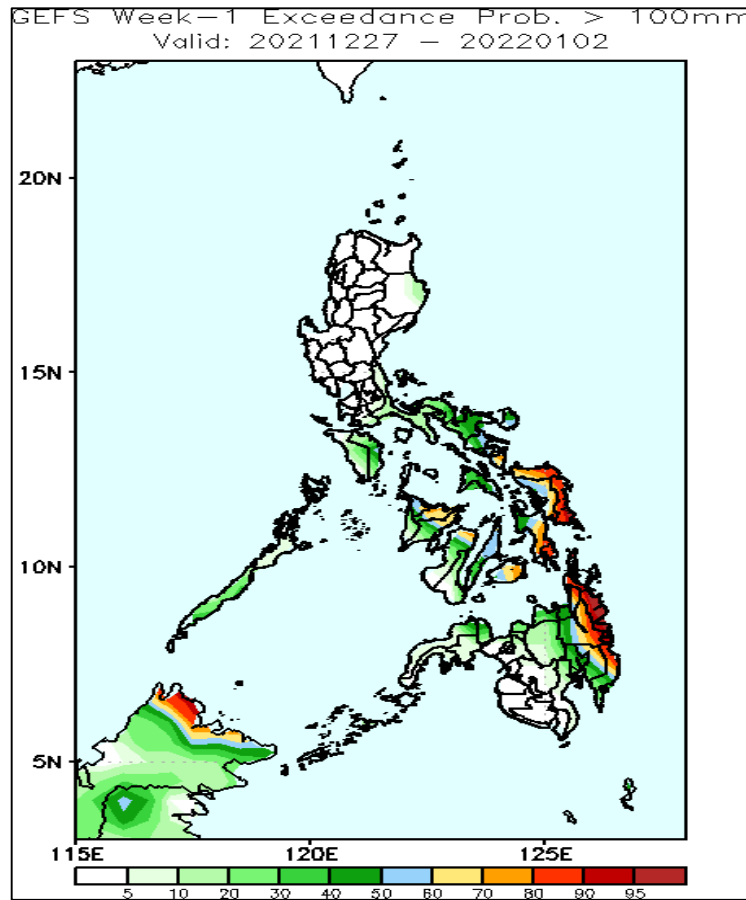 GEFS Week-1 Exceedance Prob. > 100mm
Valid: 20211227 - 20220102
20N
15N
10N
5N
115E 120E 125E
5 10 20 30 40 50 60 70 80 90 95